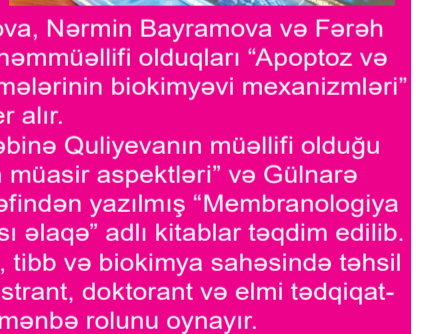 ova, Nərmin Bayramova və Fərəh
həmmüəllifi olduqları “Apoptoz və
mələrinin biokimyəvi mexanizmləri”
er alır.
əbinə Quliyevanın müəllifi olduğu
müasir aspektləri” və Gülnarə
əfindən yazılmış “Membranologiya
sı əlaqə” adlı kitablar təqdim edilib.
, tibb və biokimya sahəsində təhsil
strant, doktorant və elmi tədqiqat-
mənbə rolunu oynayır.